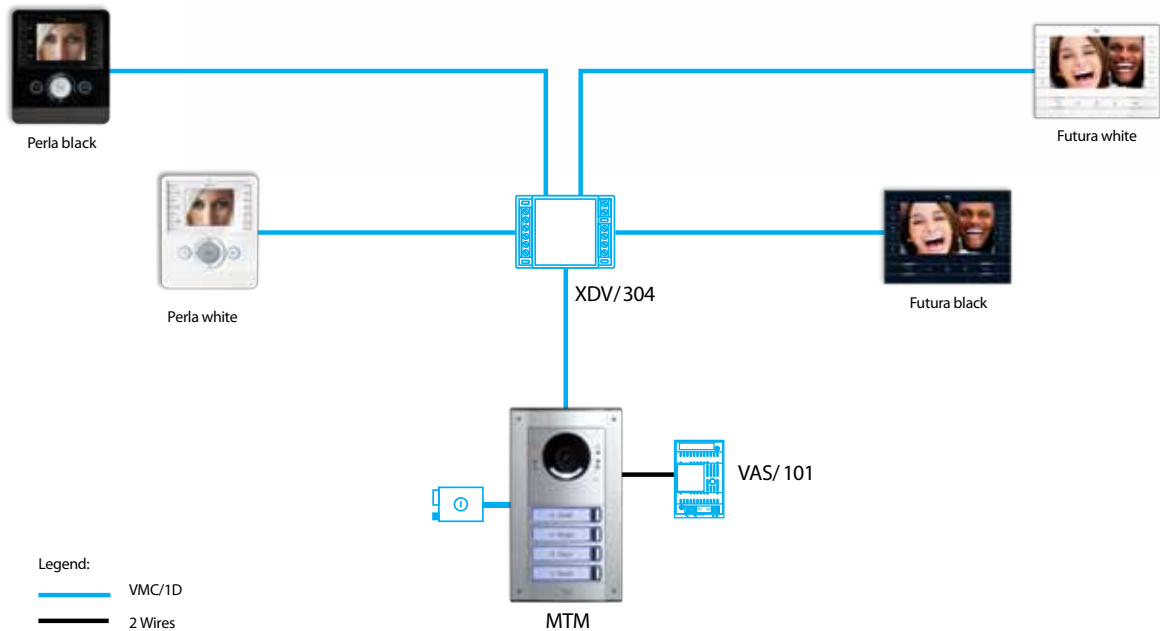 Perla black
Futura white
Perla white
XDV/304
Futura black
VAS/101
Legend:
VMC/1D
2 Wires
MTM